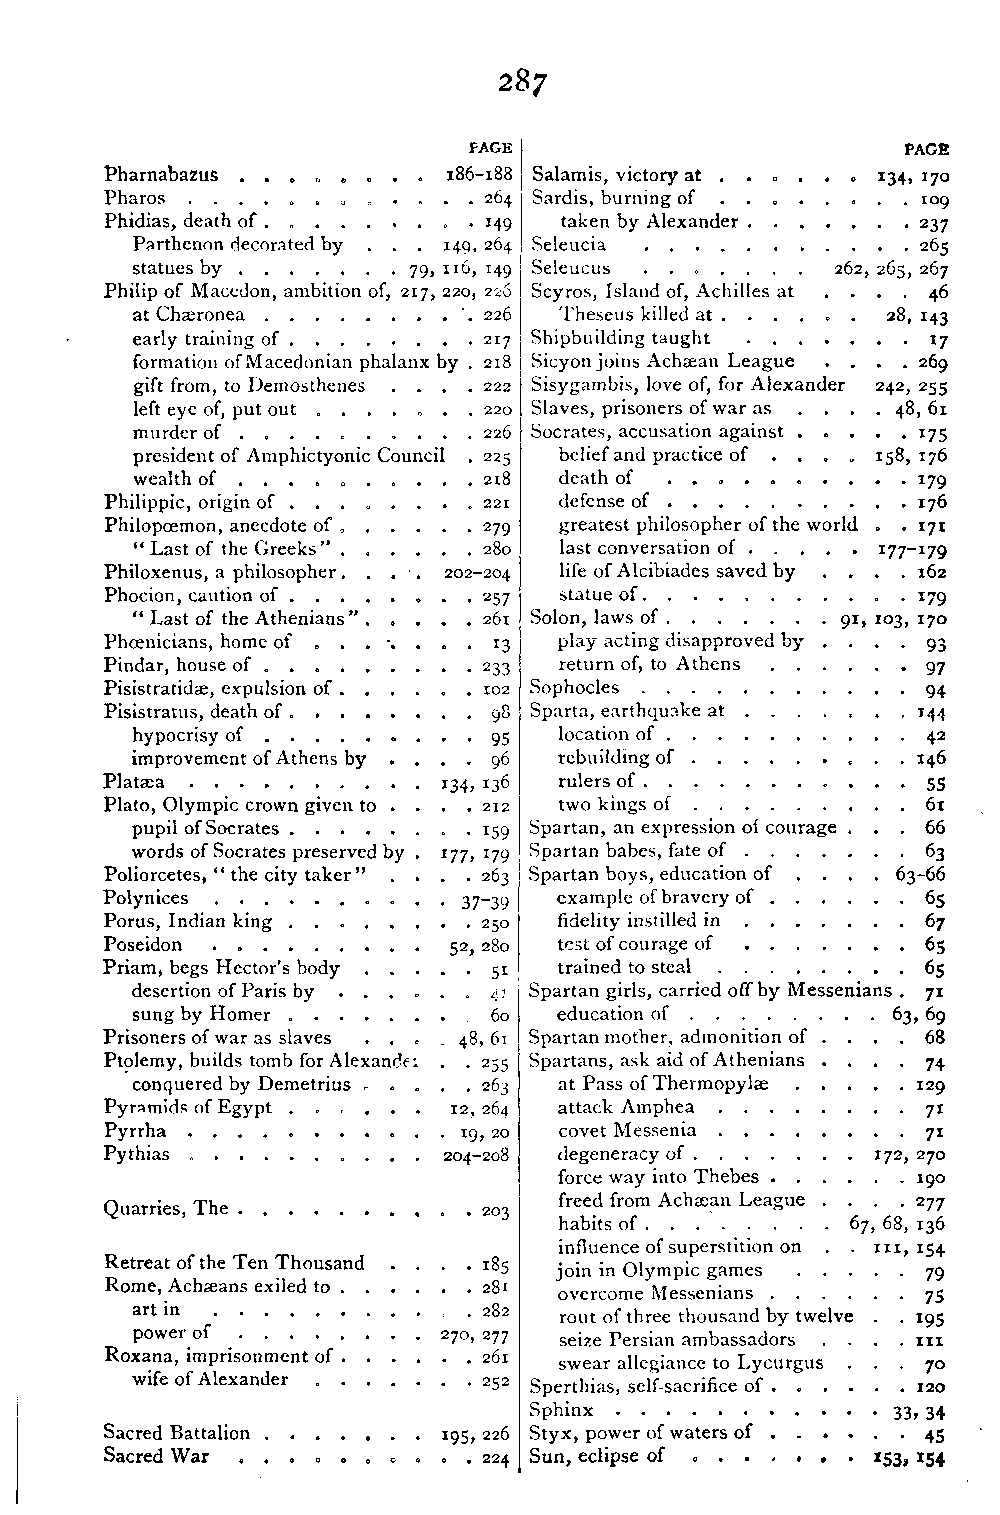 287
PAGE
Pharnabazus . . . . . . . . 186-188
Pharos . . . . . . . . . . . . 264
Phidias, death of . . . . . . . . . 149
Parthenon decorated by . . . 149, 264
statues by . . . . . . . 79, 116, 149
Philip of Macedon, ambition of, 217, 220, 226
at Chæronea . . . . . . . . . . 226
early training of . . . . . . . . 217
formation of Macedonian phalanx by . 218
gift from, to Demosthenes . . . . 222
left eye of, put out . . . . . . . 220
murder of . . . . . . . . . . 226
president of Amphictyonic Council . 225
wealth of . . . . . . . . . . 218
Philippic, origin of . . . . . . . . 221
Philopœmon, anecdote of . . . . . . 279
"Last of the Greeks" . . . . . . 280
Philoxenus, a philosopher . . . . 202-204
Phocion, caution of . . . . . . . . 257
"Last of the Athenians" . . . . . 261
Phœnicians, home of . . . . . . . 13
Pindar, house of . . . . . . . . . 233
Pisistratidæ, expulsion of . . . . . . 102
Pisistratus, death of . . . . . . . . 98
hypocrisy of . . . . . . . . . 95
improvement of Athens by . . . . 96
Platæa . . . . . . . . . . 134, 136
Plato, Olympic crown given to . . . . 212
pupil of Socrates . . . . . . . . 159
words of Socrates preserved by . 177, 179
Poliorcetes, "the city taker" . . . . 263
Polynices . . . . . . . . . . 37-39
Porus, Indian king . . . . . . . . 250
Poseidon . . . . . . . . . 52, 280
Priam, begs Hector's body . . . . . 51
desertion of Paris by . . . . . .
sung by Homer . . . . . . . . 60
Prisoners of war as slaves . . . . 48, 61
Ptolemy, builds tomb for Alexander . . 255
conquered by Demetrius . . . . . 263
Pyramids of Egypt . . . . . . 12, 264
Pyrrha . . . . . . . . . . . 19, 20
Pythias . . . . . . . . . . 204-208
Quarries, The . . . . . . . . . . 203
Retreat of the Ten Thousand . . . . 185
Rome, Achæans exiled to . . . . . . 281
art in . . . . . . . . . . . 282
power of . . . . . . . . 270, 277
Roxana, imprisonment of . . . . . . 261
wife of Alexander . . . . . . . 252
Sacred Battalion . . . . . . . 195, 226
Sacred War . . . . . . . . . . 224
PAGE
Salamis, victory at . . . . . . 134, 170
Sardis, burning of . . . . . . . . 109
taken by Alexander . . . . . . . 237
Seleucia . . . . . . . . . . . 265
Seleucus . . . . . . . 262, 265, 267
Scyros, Island of, Achilles at . . . . 46
Theseus killed at . . . . . . 28, 143
Shipbuilding taught . . . . . . . 17
Sicyon joins Achæan League . . . . 269
Sisygambis, love of, for Alexander 242, 255
Slaves, prisoners of war as . . . . 48, 61
Socrates, accusation against . . . . . 175
belief and practice of . . . . 158, 176
death of . . . . . . . . . . 179
defense of . . . . . . . . . . 176
greatest philosopher of the world . . 171
last conversation of . . . . . 177-179
life of Alcibiades saved by . . . . 162
statue of . . . . . . . . . . . 179
Solon, laws of . . . . . . . 91, 103, 170
play acting disapproved by . . . . 93
return of, to Athens . . . . . . 97
Sophocles . . . . . . . . . . . 94
Sparta, earthquake at . . . . . . . 144
location of . . . . . . . . . . 42
rebuilding of . . . . . . . . . 146
rulers of . . . . . . . . . . . 55
two kings of . . . . . . . . . 61
Spartan, an expression of courage . . . 66
Spartan babes, fate of . . . . . . . 63
Spartan boys, education of . . . . 63-66
example of bravery of . . . . . . 65
fidelity instilled in . . . . . . . 67
test of courage of . . . . . . . 65
trained to steal . . . . . . . . 65
Spartan girls, carried off by Messenians . 71
education of . . . . . . . . 63, 69
Spartan mother, admonition of . . . . 68
Spartans, ask aid of Athenians . . . . 74
at Pass of Thermopylæ . . . . . 129
attack Amphea . . . . . . . . 71
covet Messenia . . . . . . . . 71
degeneracy of . . . . . . . 172, 270
force way into Thebes . . . . . . 190
freed from Achæan League . . . . 277
habits of . . . . . . . . 67, 68, 136
influence of superstition on . . 111, 154
join in Olympic games . . . . . 79
overcome Messenians . . . . . . 75
rout of three thousand by twelve . . 195
seize Persian ambassadors . . . . 111
swear allegiance to Lycurgus . . . 70
Sperthias, self-sacrifice of . . . . . . 120
Sphinx . . . . . . . . . . . 33, 34
Styx, power of waters of . . . . . . 45
Sun, eclipse of . . . . . . . 153, 154